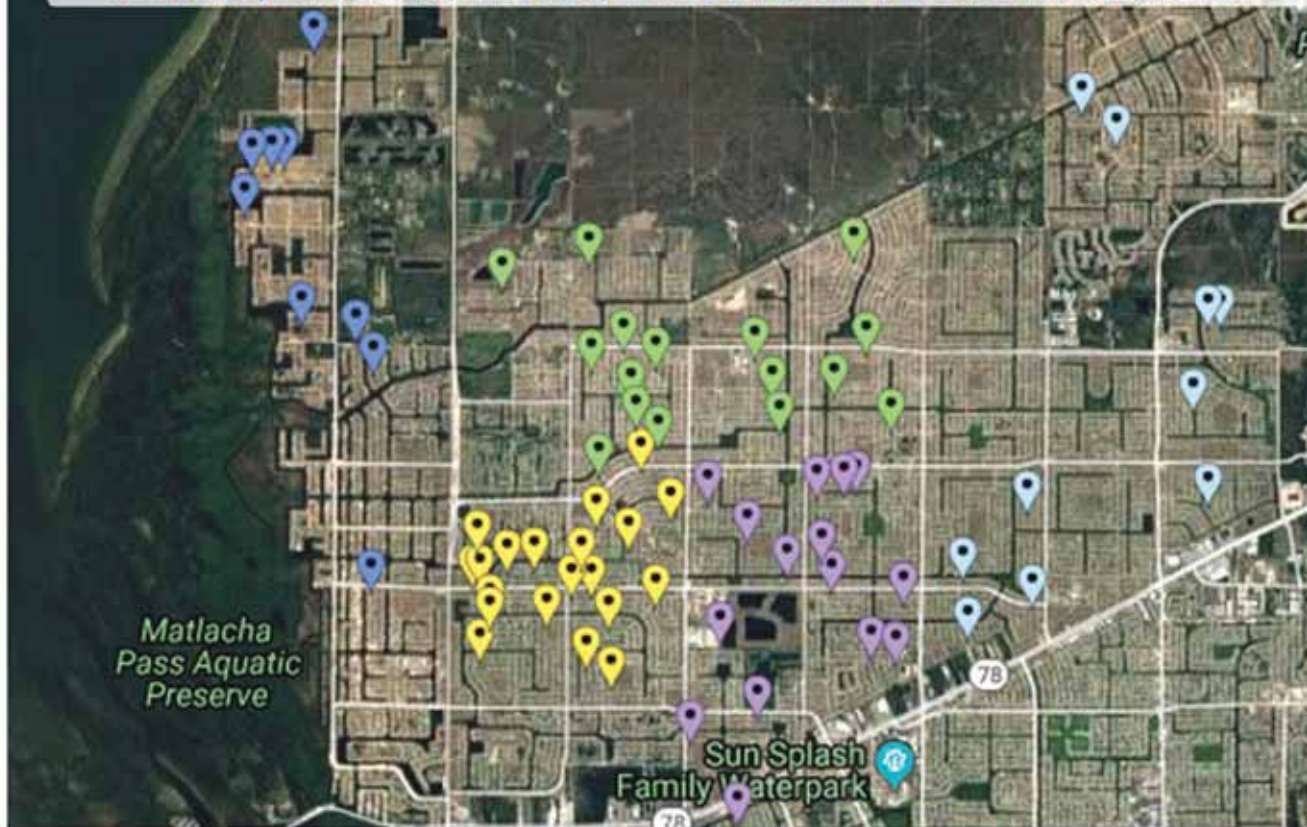 78
Matlacha
Pass Aquatic
Preserve
Sun Splash
Family Waterpark
78